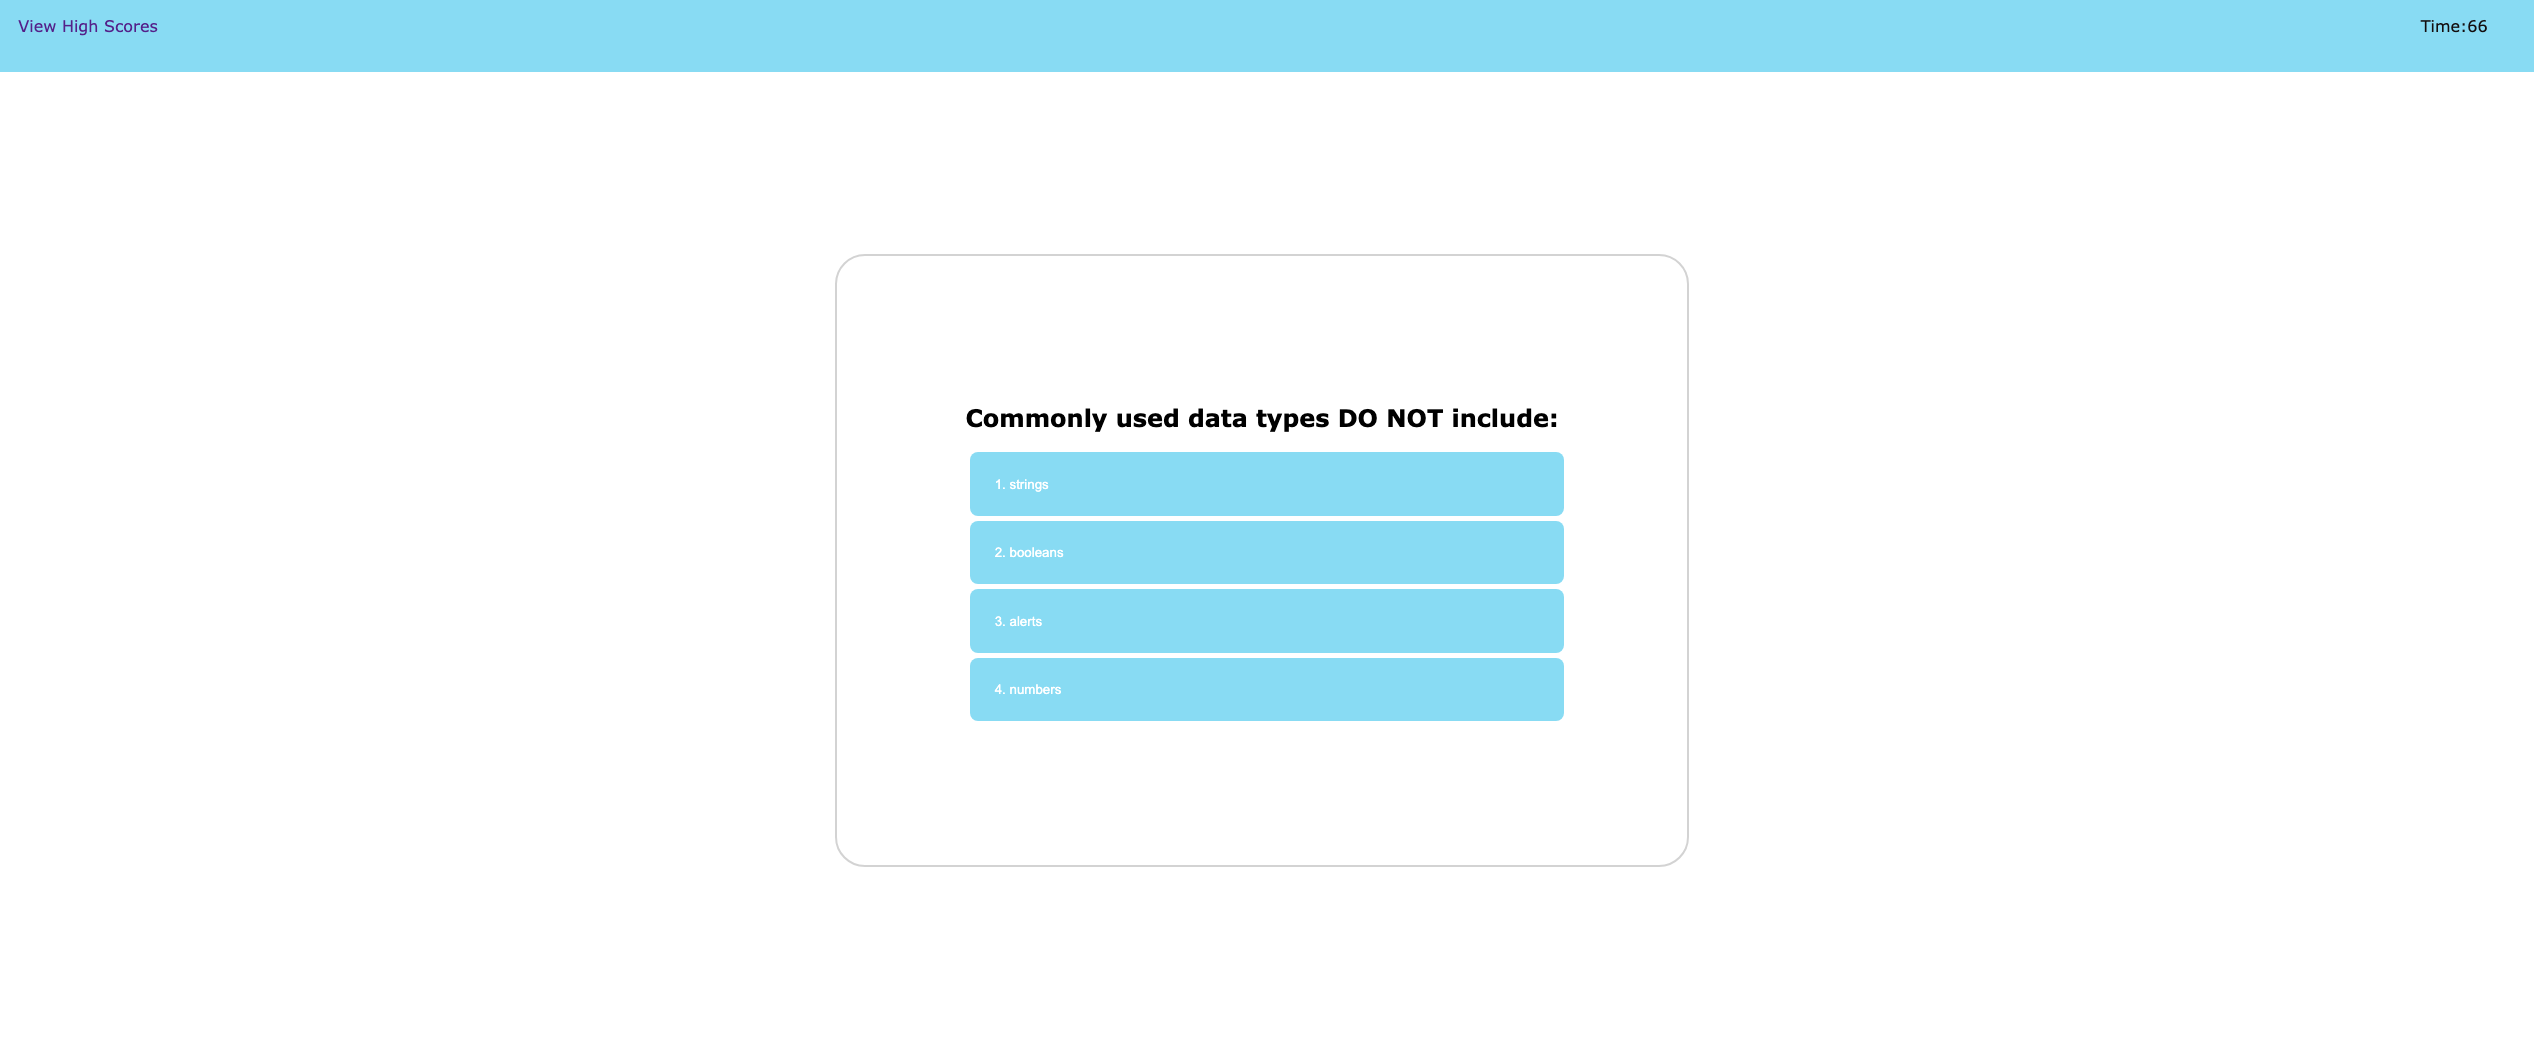 View High Scores
Time:66
Commonly used data types DO NOT include:
1. strings
2. booleans
3. alerts
4. numbers